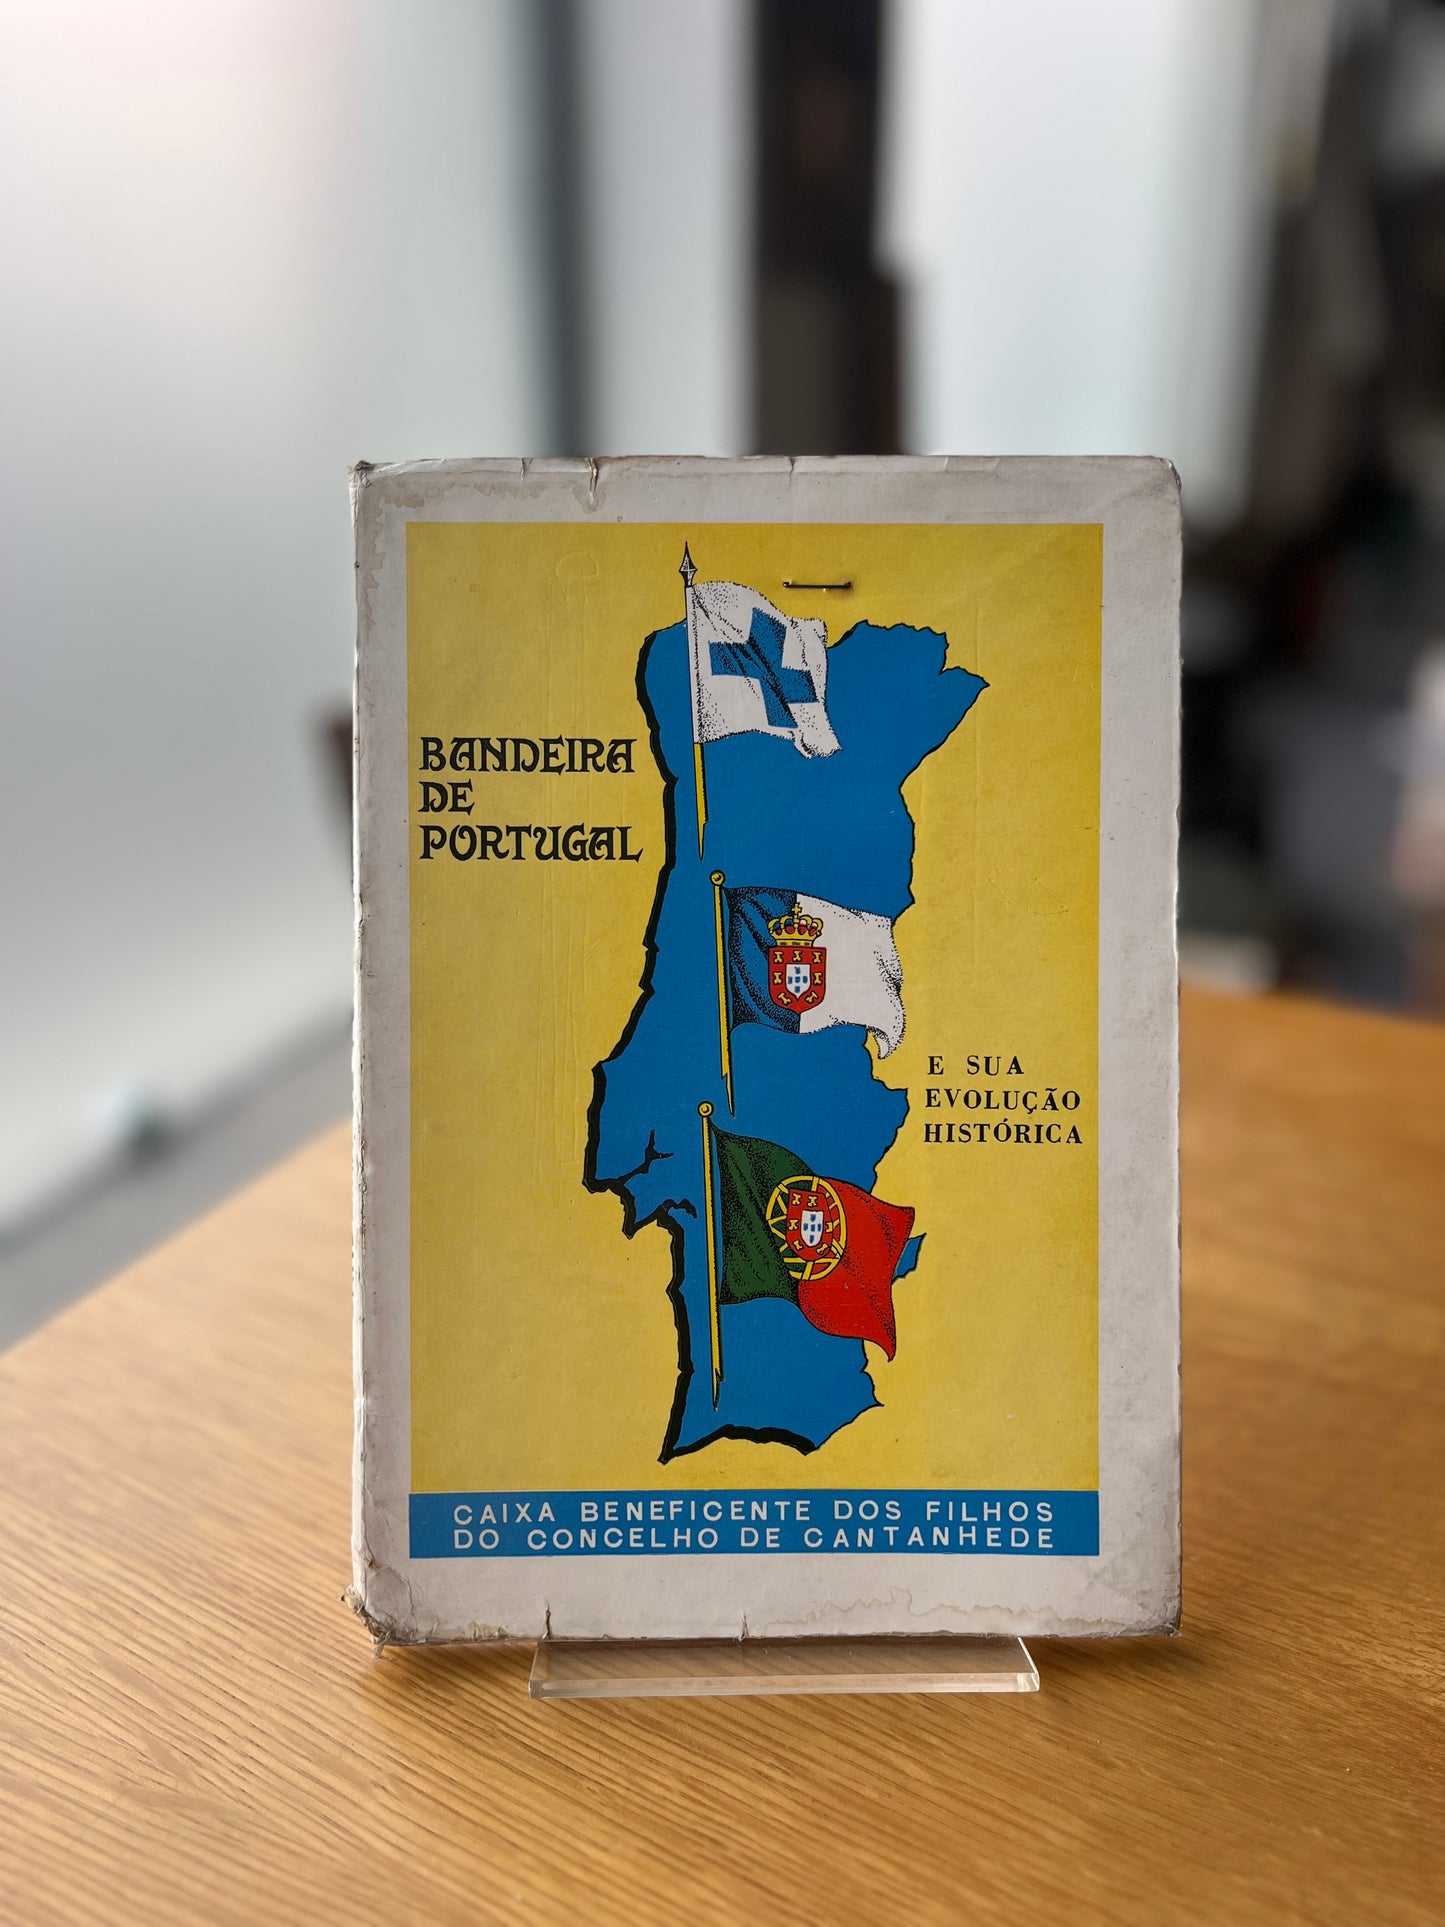 BANDEIRA
DE
PORTUGAL
E SUA
EVOLUÇÃO
HISTÓRICA
CAIXA BENEFICENTE DOS FILHOS
DO CONCELHO DE CANTANHEDE